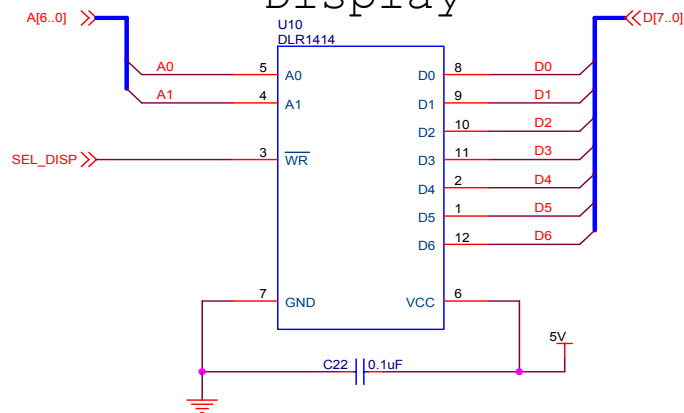 Display
A[6..0]
D[7..0]
U10
DLR1414
A0
5
A0
D0
8
D0
A1
4
A1
D1
9
D1
D2
10
D2
SEL_DISP
3
WR
D3
11
D3
D4
2
D4
D5
1
D5
D6
12
D6
7
GND
VCC
6
5V
C22
0.1uF